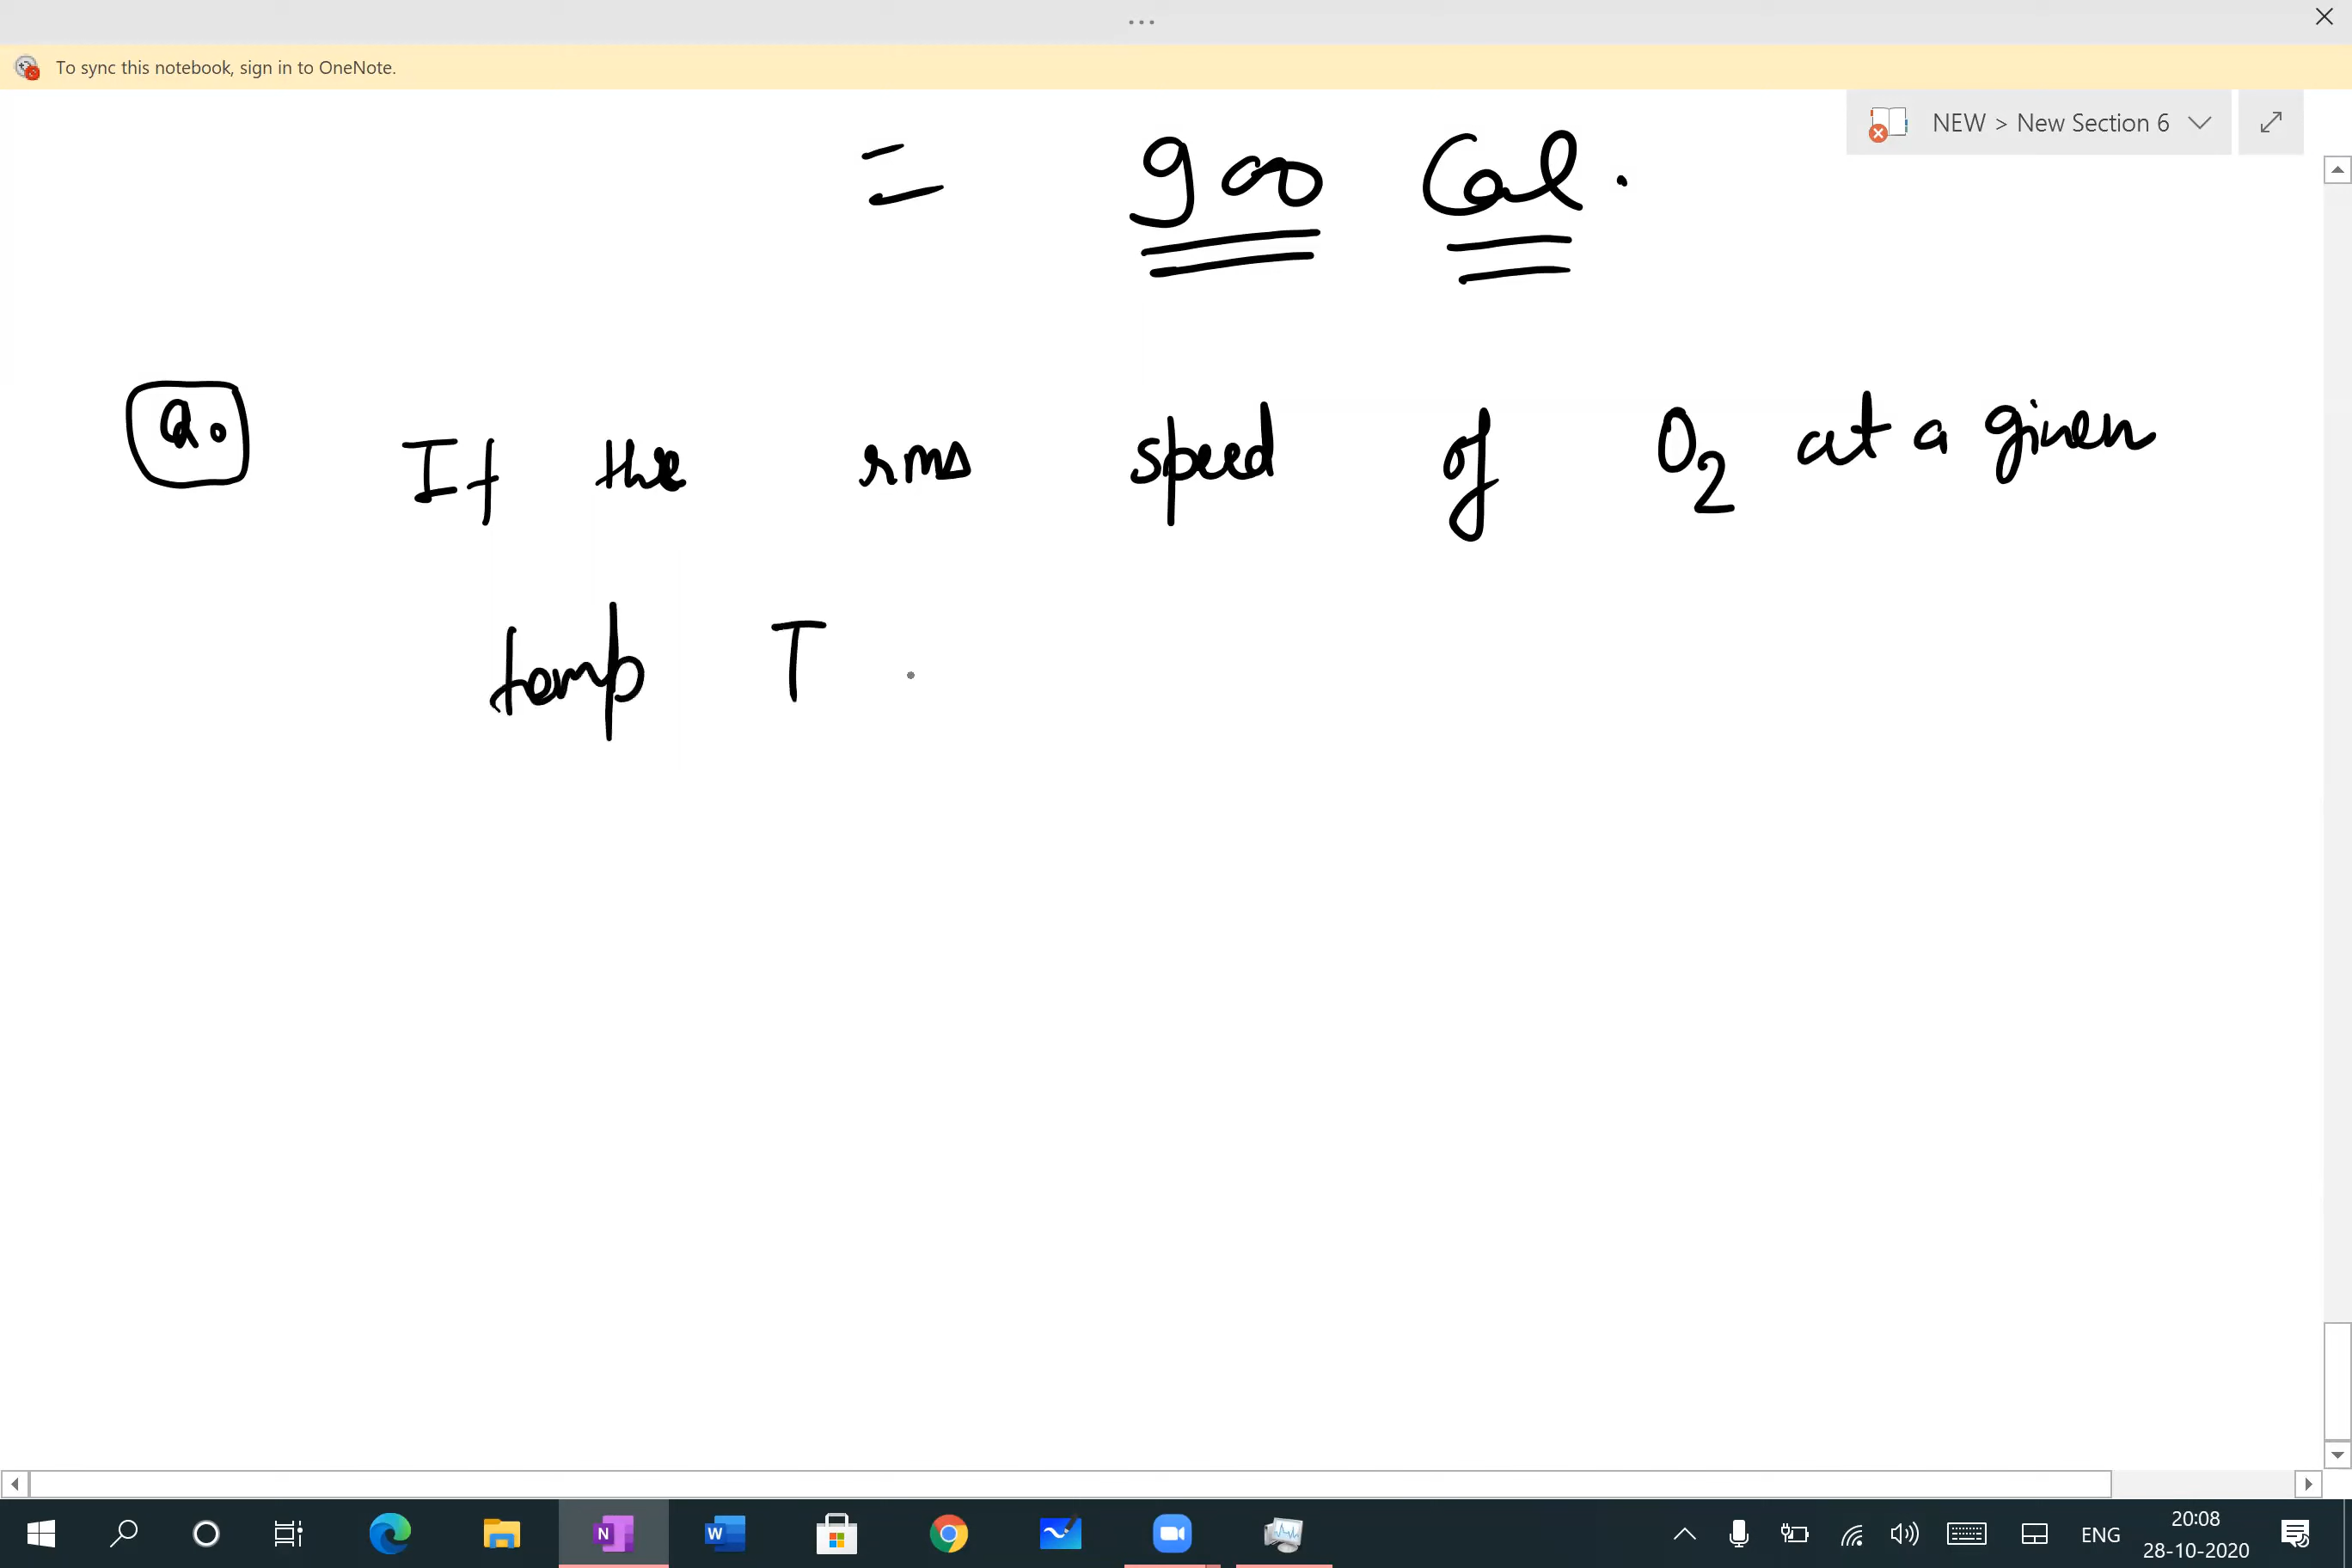 To sync this notebook, sign in to OneNote.
NEW > New Section 6
= 900 Cal.
Q. If the rms speed of O2 at a given
temp T
ENG
20:08
28-10-2020